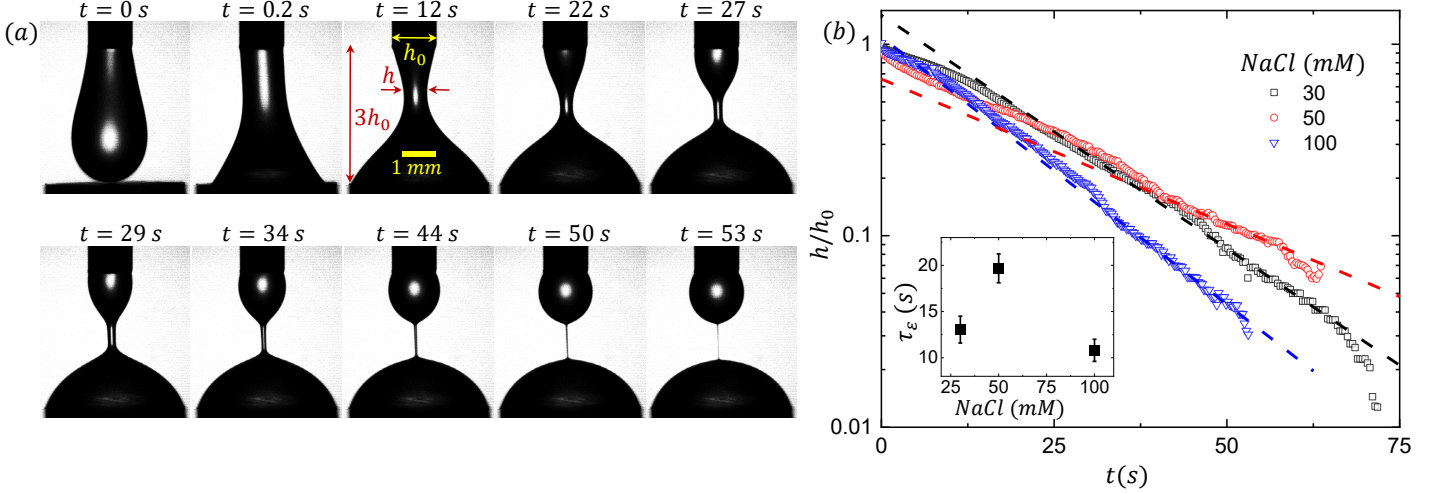 (a)
t = 0 s
t = 0.2 s
t = 12 s
t = 22 s
t = 27 s
h₀
h
3h₀
1 mm
t = 29 s
t = 34 s
t = 44 s
t = 50 s
t = 53 s
(b)
NaCl (mM)
30
50
100
h/h₀
1
0.1
0.01
0
25
50
75
t(s)
τ_ε (s)
20
15
10
25
50
75
100
NaCl (mM)